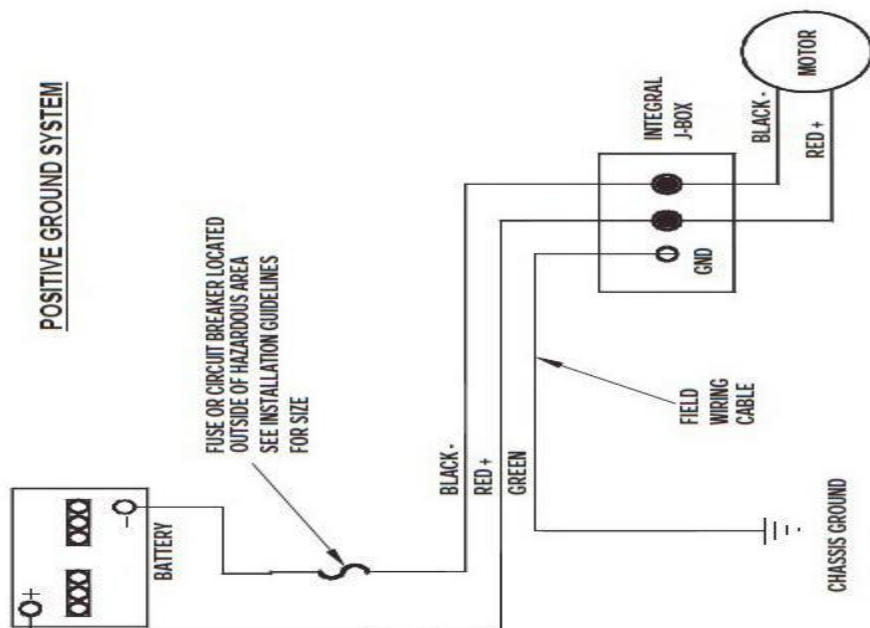 POSITIVE GROUND SYSTEM
FUSE OR CIRCUIT BREAKER LOCATED
OUTSIDE OF HAZARDOUS AREA
SEE INSTALLATION GUIDELINES
FOR SIZE
+
-
BATTERY
BLACK -
RED +
GREEN
INTEGRAL
J-BOX
GND
BLACK -
RED +
MOTOR
FIELD
WIRING
CABLE
CHASSIS GROUND